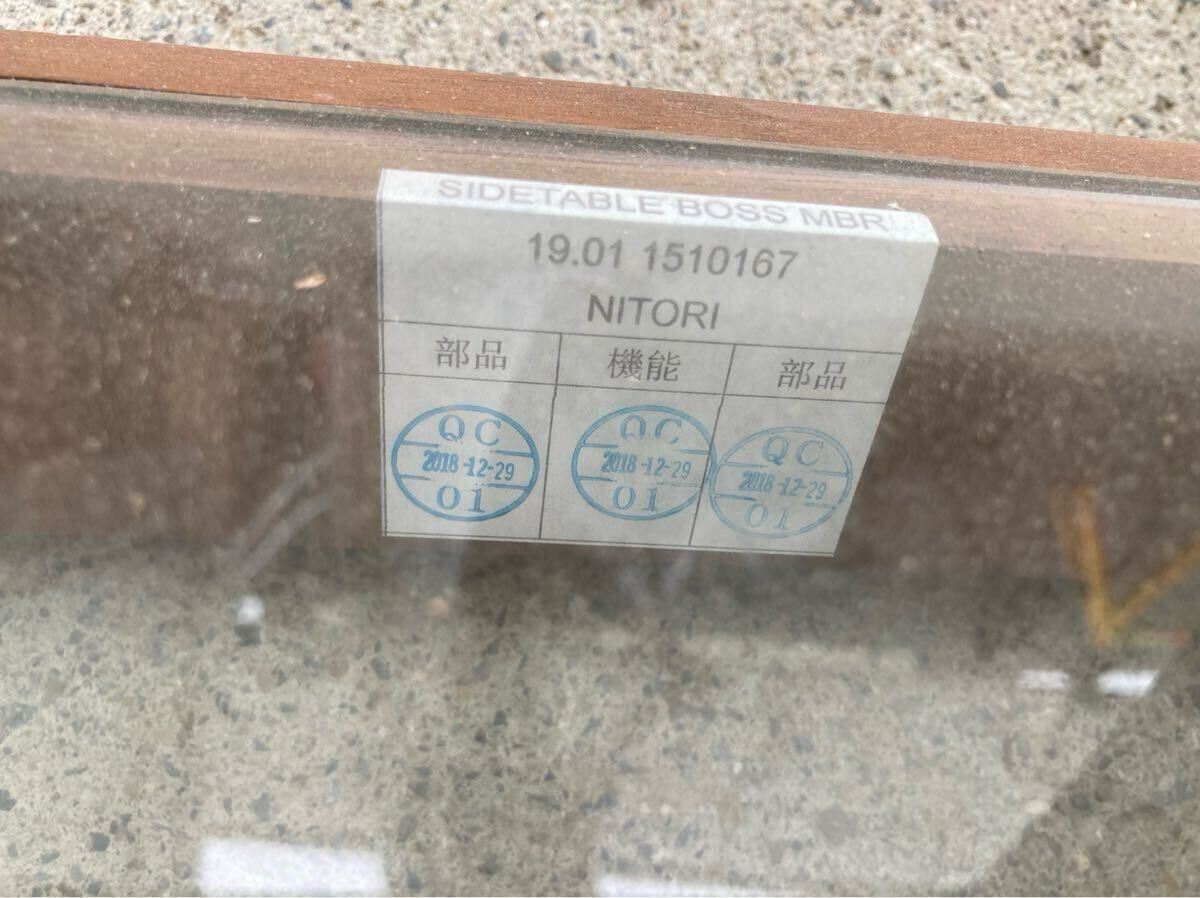 SIDETABLE BOSS MBR
19.01 1510167
NITORI
部品 機能 部品
QC QC QC
2018-12-29 2018-12-29 2018-12-29
01 01 01